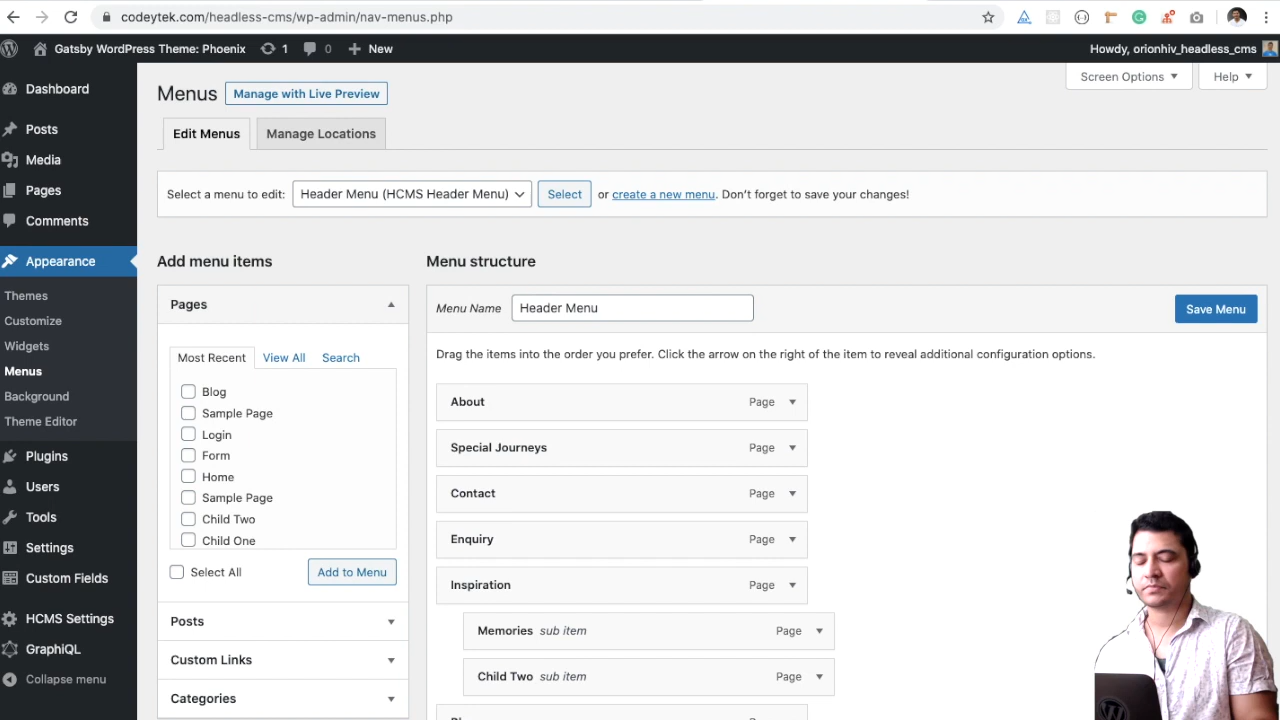 codeytek.com/headless-cms/wp-admin/nav-menus.php
Gatsby WordPress Theme: Phoenix 1 0 New Howdy, orionhiv_headless_cms
Dashboard
Posts
Media
Pages
Comments
Appearance
Themes
Customize
Widgets
Menus
Background
Theme Editor
Plugins
Users
Tools
Settings
Custom Fields
HCMS Settings
GraphiQL
Collapse menu
Screen Options Help
Menus Manage with Live Preview
Edit Menus Manage Locations
Select a menu to edit: Header Menu (HCMS Header Menu) Select or create a new menu. Don't forget to save your changes!
Add menu items
Pages
Most Recent View All Search
Blog
Sample Page
Login
Form
Home
Sample Page
Child Two
Child One
Select All Add to Menu
Posts
Custom Links
Categories
Menu structure
Menu Name Header Menu Save Menu
Drag the items into the order you prefer. Click the arrow on the right of the item to reveal additional configuration options.
About Page
Special Journeys Page
Contact Page
Enquiry Page
Inspiration Page
Memories sub item Page
Child Two sub item Page